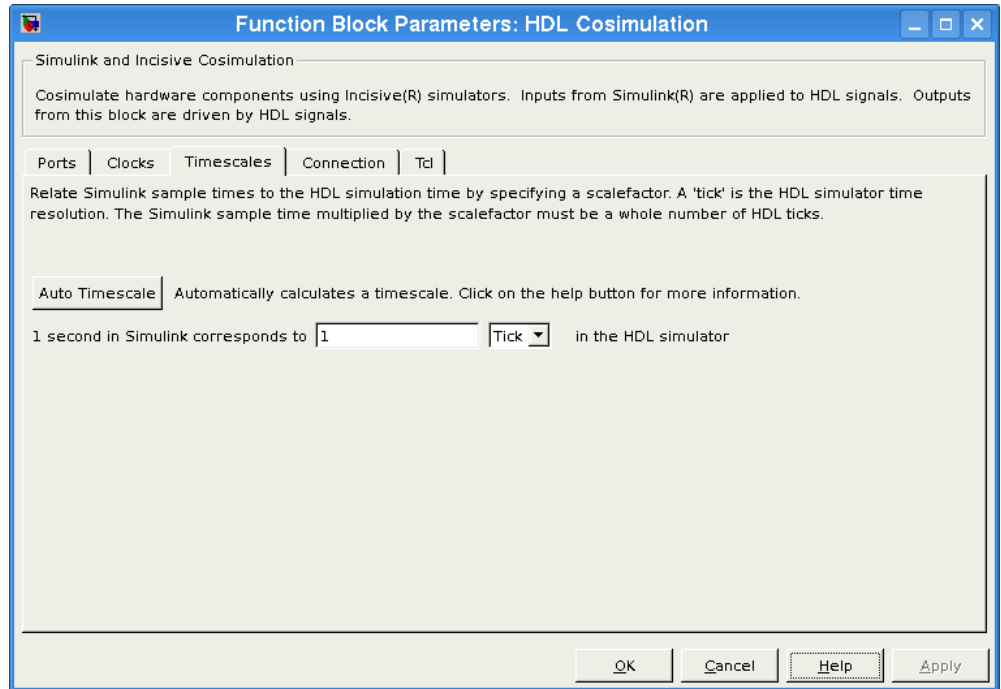 Function Block Parameters: HDL Cosimulation
Simulink and Incisive Cosimulation
Cosimulate hardware components using Incisive(R) simulators.  Inputs from Simulink(R) are applied to HDL signals.  Outputs
from this block are driven by HDL signals.
Ports Clocks Timescales Connection Tcl
Relate Simulink sample times to the HDL simulation time by specifying a scalefactor. A 'tick' is the HDL simulator time
resolution. The Simulink sample time multiplied by the scalefactor must be a whole number of HDL ticks.
Auto Timescale Automatically calculates a timescale. Click on the help button for more information.
1 second in Simulink corresponds to 1 Tick in the HDL simulator
OK Cancel Help Apply